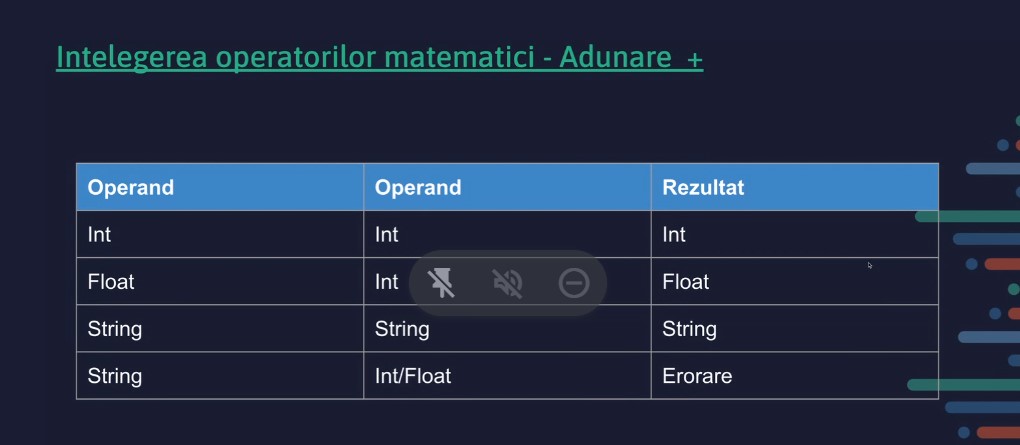 Intelegerea operatorilor matematici - Adunare +
Operand Operand Rezultat
Int Int Int
Float Int Float
String String String
String Int/Float Erorare